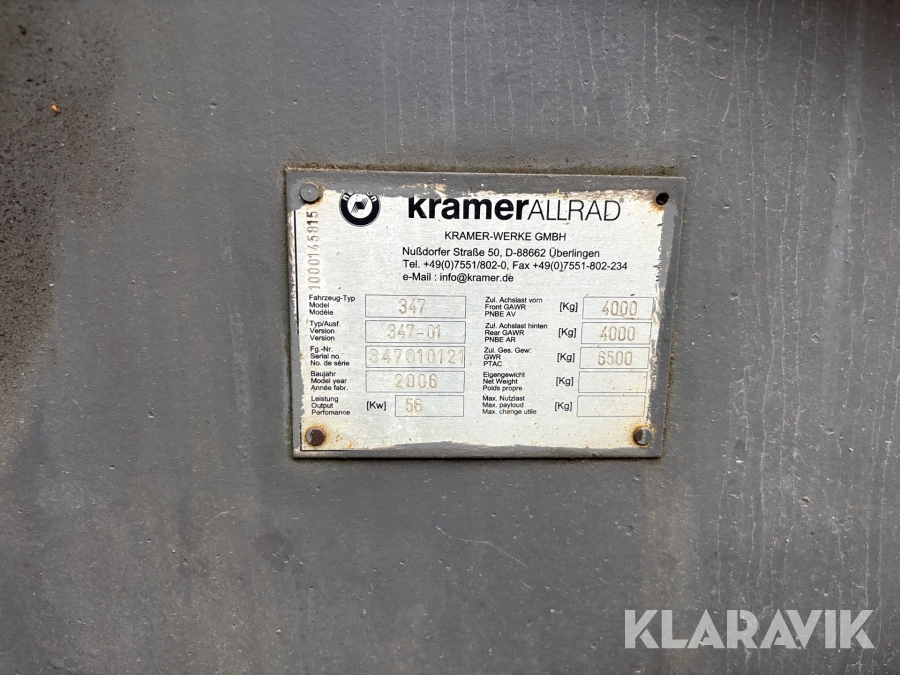 kramerALLRAD
KRAMER-WERKE GMBH
Nußdorfer Straße 50, D-88662 Überlingen
Tel. +49(0)7551/802-0, Fax +49(0)7551-802-234
e-Mail : info@kramer.de
1000145815
Fahrzeug-Typ
Model
Modèle
347
Typ/Ausf.
Version
Version
347-01
Fg.-Nr.
Serial no.
No. de série
347010121
Baujahr
Model year
Année fabr.
2006
Leistung
Output
Perfomance
[Kw] 56
Zul. Achslast vorn
Front GAWR
PNBE AV
[Kg] 4000
Zul. Achslast hinten
Rear GAWR
PNBE AR
[Kg] 4000
Zul. Ges. Gew.
GWR
PTAC
[Kg] 6500
Eigengewicht
Net Weight
Poids propre
[Kg]
Max. Nutzlast
Max. payloud
Max. change utile
[Kg]
KLARAVIK